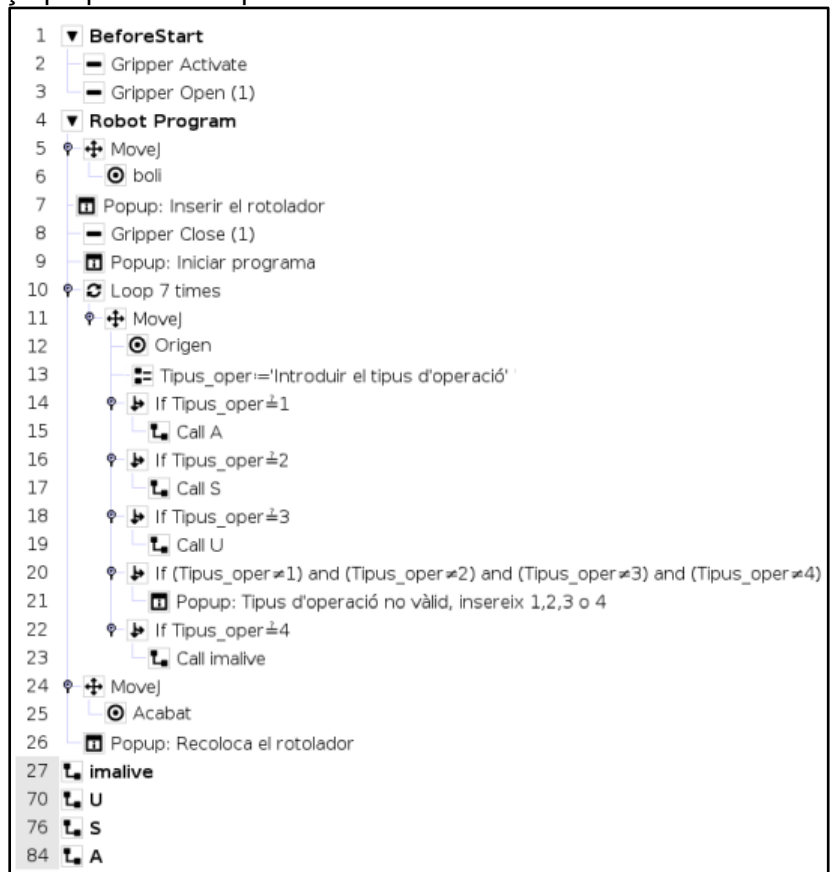 1 BeforeStart
2 Gripper Activate
3 Gripper Open (1)
4 Robot Program
5 MoveJ
6 boli
7 Popup: Inserir el rotolador
8 Gripper Close (1)
9 Popup: Iniciar programa
10 Loop 7 times
11 MoveJ
12 Origen
13 Tipus_oper:='Introduir el tipus d'operació'
14 If Tipus_oper≟1
15 Call A
16 If Tipus_oper≟2
17 Call S
18 If Tipus_oper≟3
19 Call U
20 If (Tipus_oper≠1) and (Tipus_oper≠2) and (Tipus_oper≠3) and (Tipus_oper≠4)
21 Popup: Tipus d'operació no vàlid, insereix 1,2,3 o 4
22 If Tipus_oper≟4
23 Call imalive
24 MoveJ
25 Acabat
26 Popup: Recoloca el rotolador
27 imalive
70 U
76 S
84 A